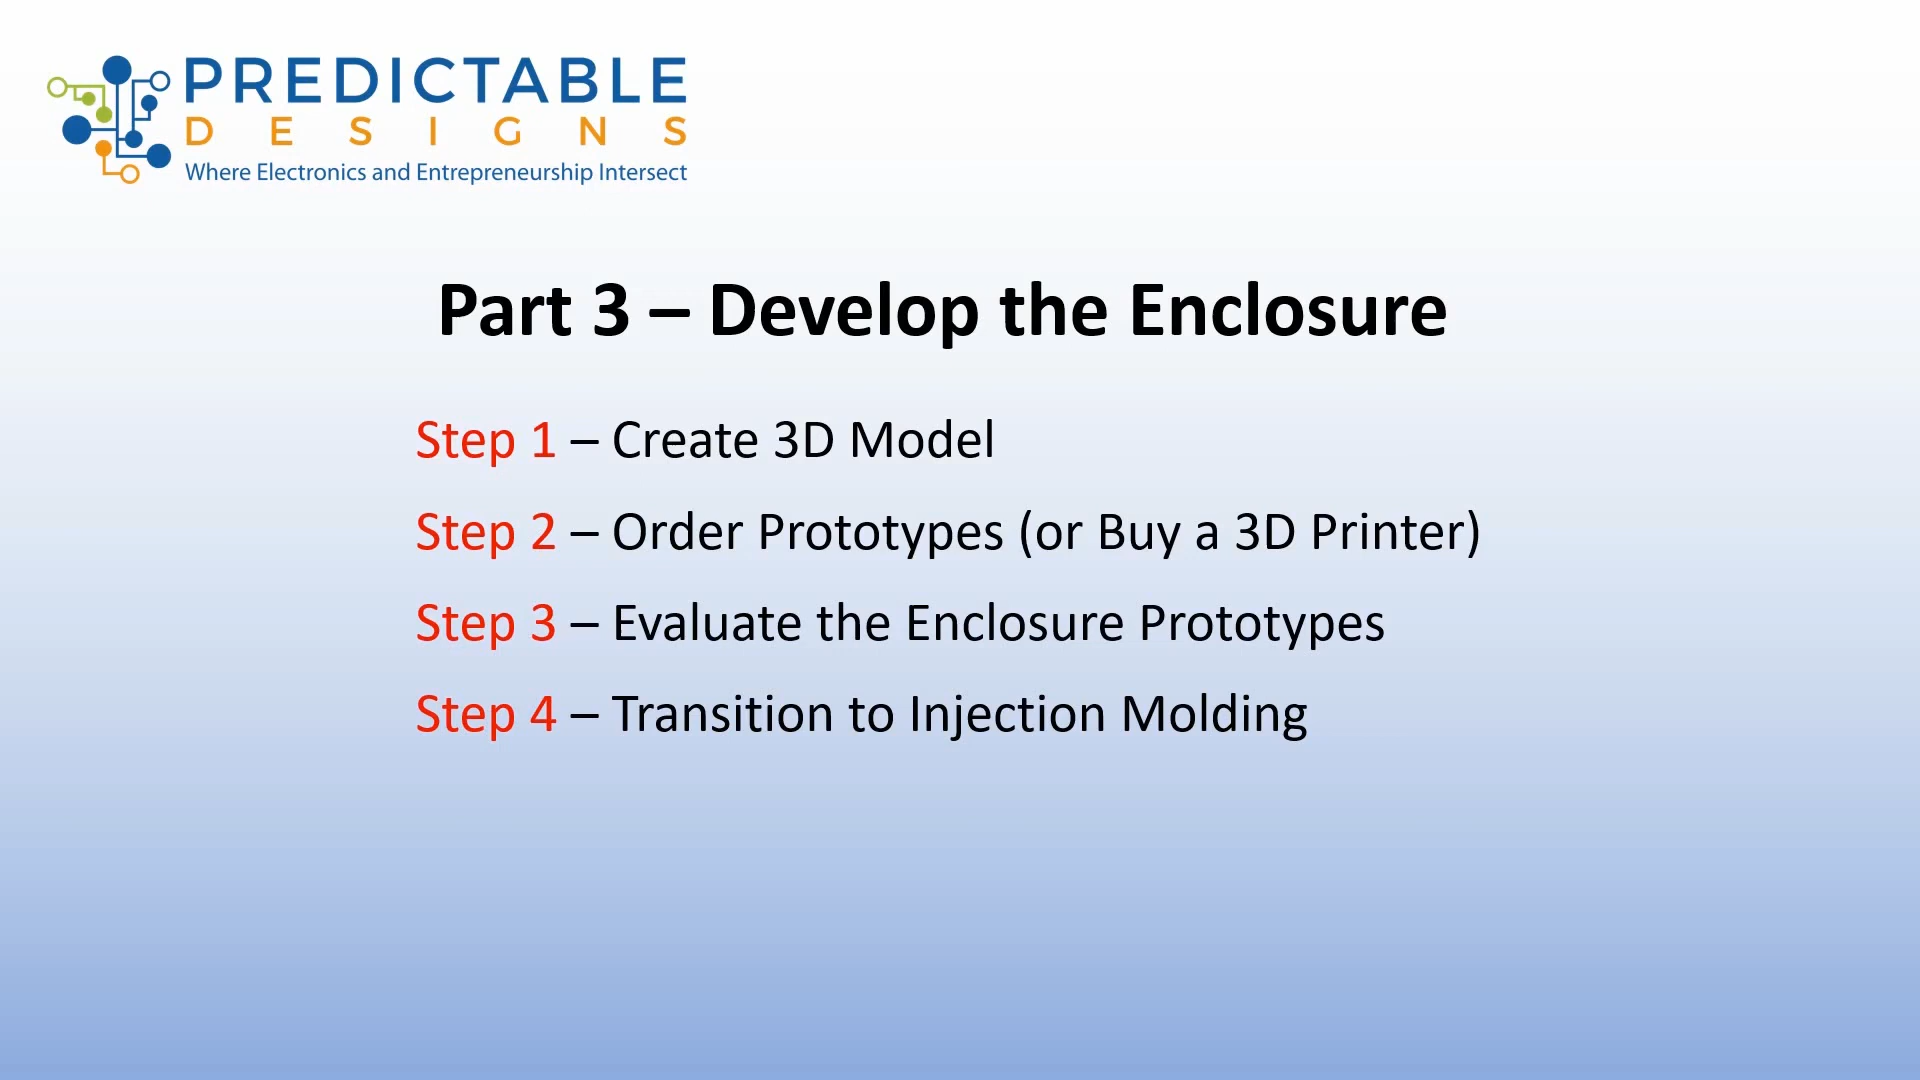 PREDICTABLE
DESIGNS
Where Electronics and Entrepreneurship Intersect
Part 3 – Develop the Enclosure
Step 1 – Create 3D Model
Step 2 – Order Prototypes (or Buy a 3D Printer)
Step 3 – Evaluate the Enclosure Prototypes
Step 4 – Transition to Injection Molding